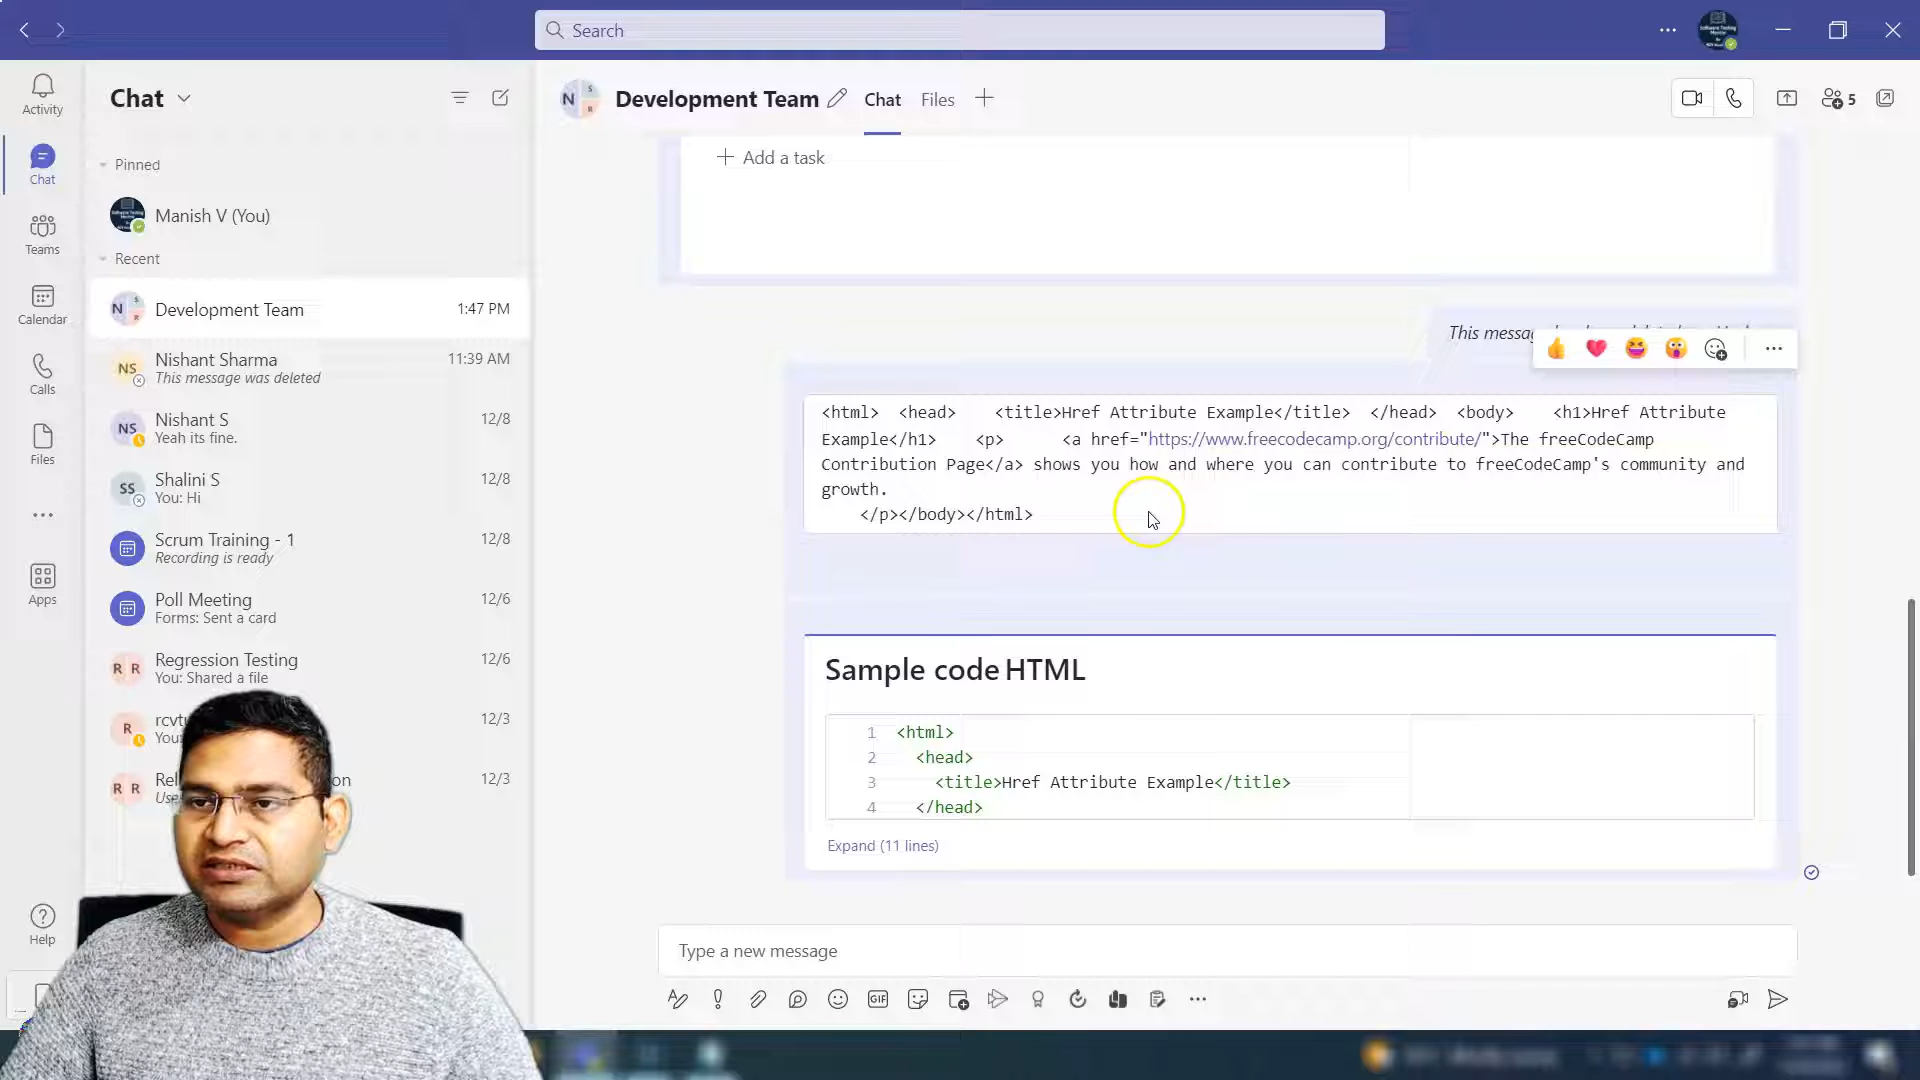 Search
Activity
Chat
Teams
Calendar
Calls
Files
Apps
Help
Chat
Pinned
Manish V (You)
Recent
Development Team 1:47 PM
Nishant Sharma 11:39 AM
This message was deleted
Nishant S 12/8
Yeah its fine.
Shalini S 12/8
You: Hi
Scrum Training - 1 12/8
Recording is ready
Poll Meeting 12/6
Forms: Sent a card
Regression Testing 12/6
You: Shared a file
12/3
12/3
Development Team Chat Files 5
Add a task
This
<html>  <head>    <title>Href Attribute Example</title>  </head>  <body>    <h1>Href Attribute
Example</h1>    <p>      <a href="https://www.freecodecamp.org/contribute/">The freeCodeCamp
Contribution Page</a> shows you how and where you can contribute to freeCodeCamp's community and
growth.
</p></body></html>
Sample code HTML
1 <html>
2 <head>
3 <title>Href Attribute Example</title>
4 </head>
Expand (11 lines)
Type a new message
GIF